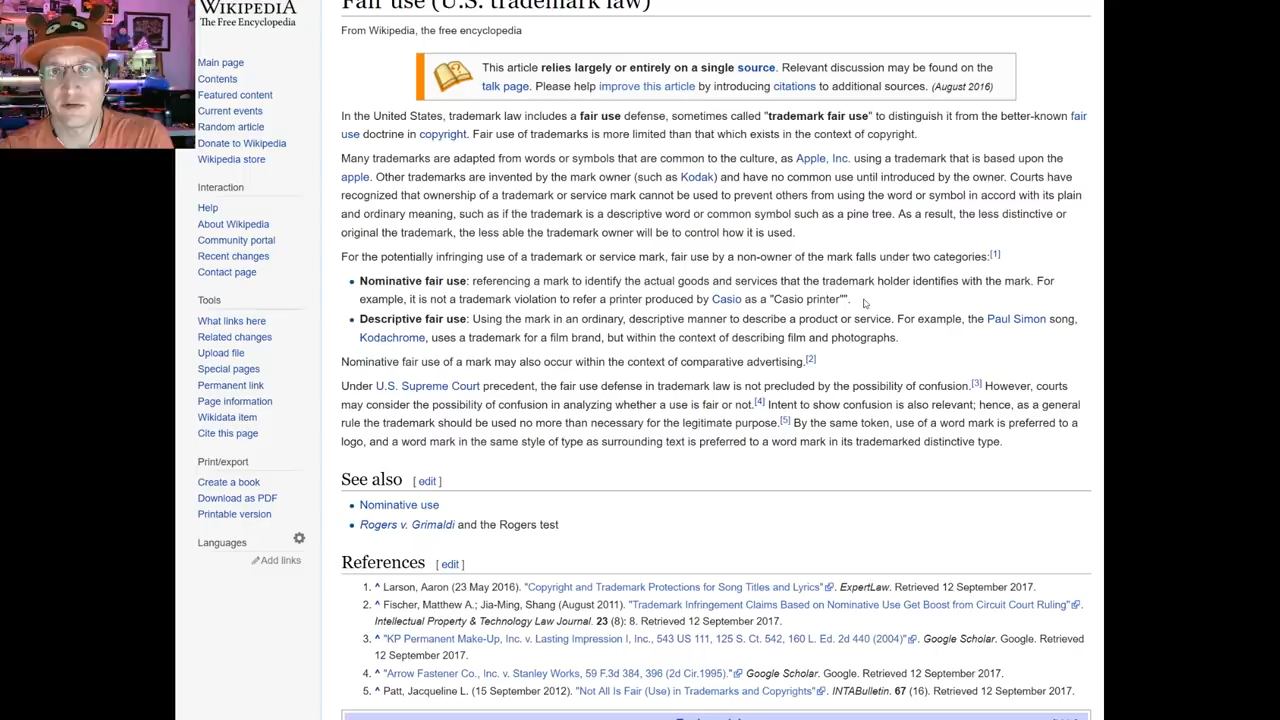 WIKIPEDIA
The Free Encyclopedia
Main page
Contents
Featured content
Current events
Random article
Donate to Wikipedia
Wikipedia store
Interaction
Help
About Wikipedia
Community portal
Recent changes
Contact page
Tools
What links here
Related changes
Upload file
Special pages
Permanent link
Page information
Wikidata item
Cite this page
Print/export
Create a book
Download as PDF
Printable version
Languages
Add links
Fair use (U.S. trademark law)
From Wikipedia, the free encyclopedia
This article relies largely or entirely on a single source. Relevant discussion may be found on the
talk page. Please help improve this article by introducing citations to additional sources. (August 2016)
In the United States, trademark law includes a fair use defense, sometimes called "trademark fair use" to distinguish it from the better-known fair
use doctrine in copyright. Fair use of trademarks is more limited than that which exists in the context of copyright.
Many trademarks are adapted from words or symbols that are common to the culture, as Apple, Inc. using a trademark that is based upon the
apple. Other trademarks are invented by the mark owner (such as Kodak) and have no common use until introduced by the owner. Courts have
recognized that ownership of a trademark or service mark cannot be used to prevent others from using the word or symbol in accord with its plain
and ordinary meaning, such as if the trademark is a descriptive word or common symbol such as a pine tree. As a result, the less distinctive or
original the trademark, the less able the trademark owner will be to control how it is used.
For the potentially infringing use of a trademark or service mark, fair use by a non-owner of the mark falls under two categories:[1]
• Nominative fair use: referencing a mark to identify the actual goods and services that the trademark holder identifies with the mark. For
example, it is not a trademark violation to refer a printer produced by Casio as a "Casio printer"".
• Descriptive fair use: Using the mark in an ordinary, descriptive manner to describe a product or service. For example, the Paul Simon song,
Kodachrome, uses a trademark for a film brand, but within the context of describing film and photographs.
Nominative fair use of a mark may also occur within the context of comparative advertising.[2]
Under U.S. Supreme Court precedent, the fair use defense in trademark law is not precluded by the possibility of confusion.[3] However, courts
may consider the possibility of confusion in analyzing whether a use is fair or not.[4] Intent to show confusion is also relevant; hence, as a general
rule the trademark should be used no more than necessary for the legitimate purpose.[5] By the same token, use of a word mark is preferred to a
logo, and a word mark in the same style of type as surrounding text is preferred to a word mark in its trademarked distinctive type.
See also [ edit ]
• Nominative use
• Rogers v. Grimaldi and the Rogers test
References [ edit ]
1. ^ Larson, Aaron (23 May 2016). "Copyright and Trademark Protections for Song Titles and Lyrics". ExpertLaw. Retrieved 12 September 2017.
2. ^ Fischer, Matthew A.; Jia-Ming, Shang (August 2011). "Trademark Infringement Claims Based on Nominative Use Get Boost from Circuit Court Ruling".
Intellectual Property & Technology Law Journal. 23 (8): 8. Retrieved 12 September 2017.
3. ^ "KP Permanent Make-Up, Inc. v. Lasting Impression I, Inc., 543 US 111, 125 S. Ct. 542, 160 L. Ed. 2d 440 (2004)". Google Scholar. Google. Retrieved
12 September 2017.
4. ^ "Arrow Fastener Co., Inc. v. Stanley Works, 59 F.3d 384, 396 (2d Cir.1995).". Google Scholar. Google. Retrieved 12 September 2017.
5. ^ Patt, Jacqueline L. (15 September 2012). "Not All Is Fair (Use) in Trademarks and Copyrights". INTABulletin. 67 (16). Retrieved 12 September 2017.